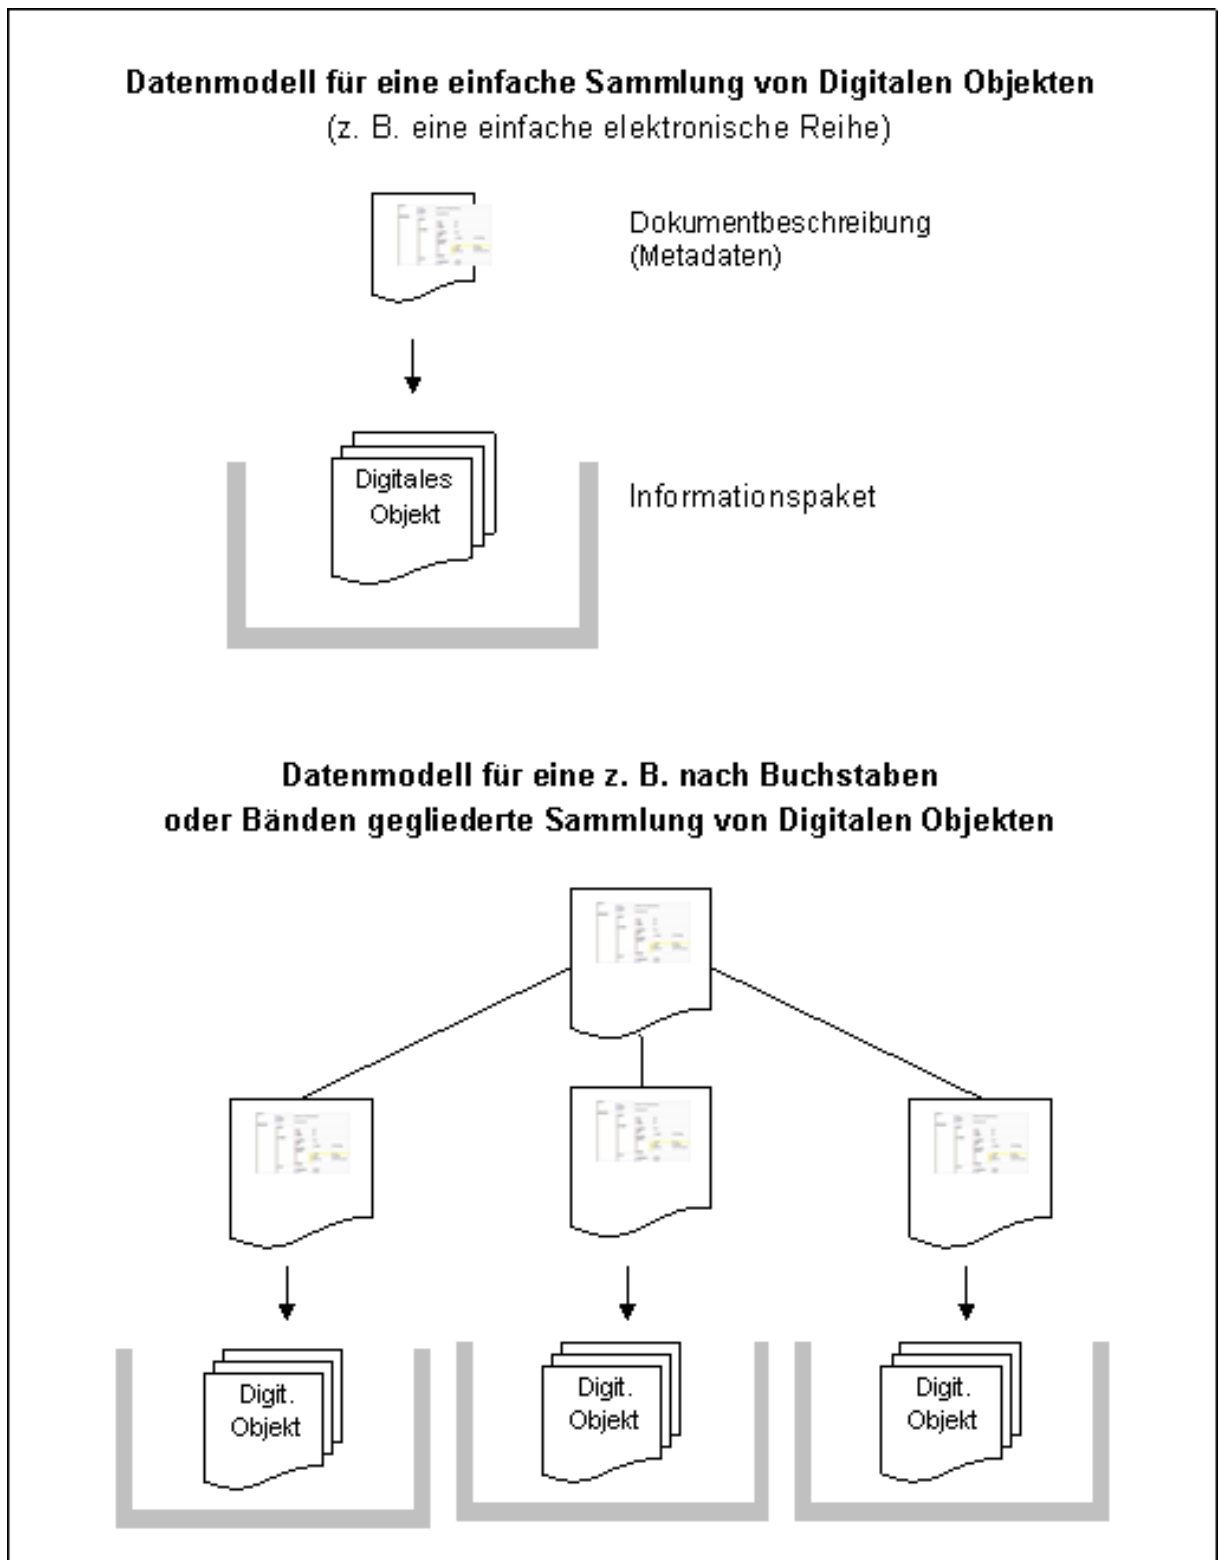 Datenmodell für eine einfache Sammlung von Digitalen Objekten
(z. B. eine einfache elektronische Reihe)
Dokumentbeschreibung
(Metadaten)
Digitales
Objekt
Informationspaket
Datenmodell für eine z. B. nach Buchstaben
oder Bänden gegliederte Sammlung von Digitalen Objekten
Digit.
Objekt
Digit.
Objekt
Digit.
Objekt